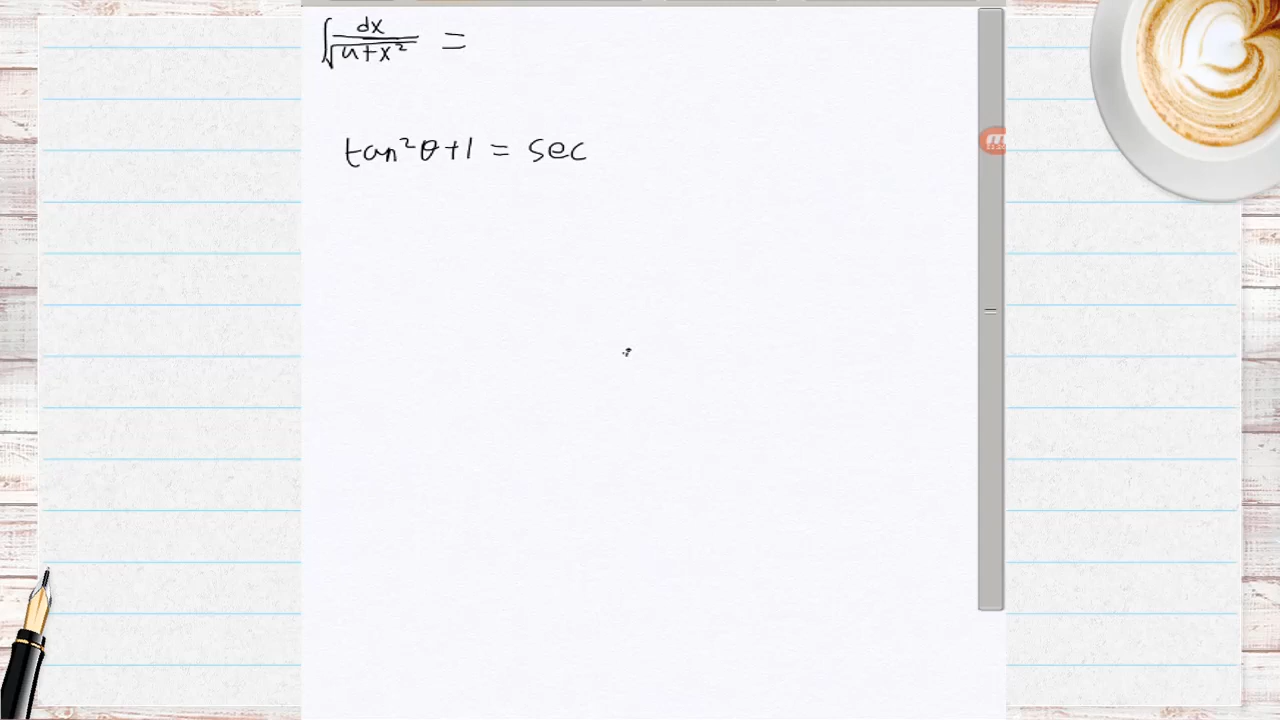 ∫ dx/√(4+x²) =
tan²θ+1 = sec